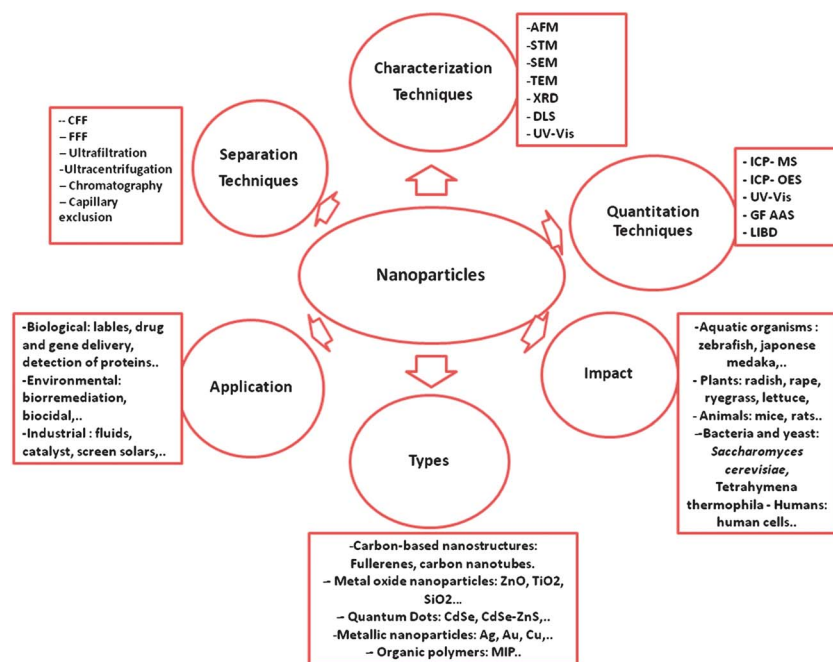 Characterization
Techniques
-AFM
-STM
-SEM
-TEM
- XRD
- DLS
- UV-Vis
-- CFF
– FFF
– Ultrafiltration
-Ultracentrifugation
– Chromatography
– Capillary
exclusion
Separation
Techniques
Quantitation
Techniques
- ICP- MS
- ICP- OES
- UV-Vis
- GF AAS
- LIBD
Nanoparticles
-Biological: lables, drug
and gene delivery,
detection of proteins..
-Environmental:
biorremediation,
biocidal,..
-Industrial : fluids,
catalyst, screen solars,..
Application
Impact
-Aquatic organisms :
zebrafish, japonese
medaka,..
- Plants: radish, rape,
ryegrass, lettuce,
- Animals: mice, rats..
–Bacteria and yeast:
Saccharomyces
cerevisiae,
Tetrahymena
thermophila - Humans:
human cells..
Types
-Carbon-based nanostructures:
Fullerenes, carbon nanotubes.
– Metal oxide nanoparticles: ZnO, TiO2,
SiO2...
– Quantum Dots: CdSe, CdSe-ZnS,..
-Metallic nanoparticles: Ag, Au, Cu,..
– Organic polymers: MIP..